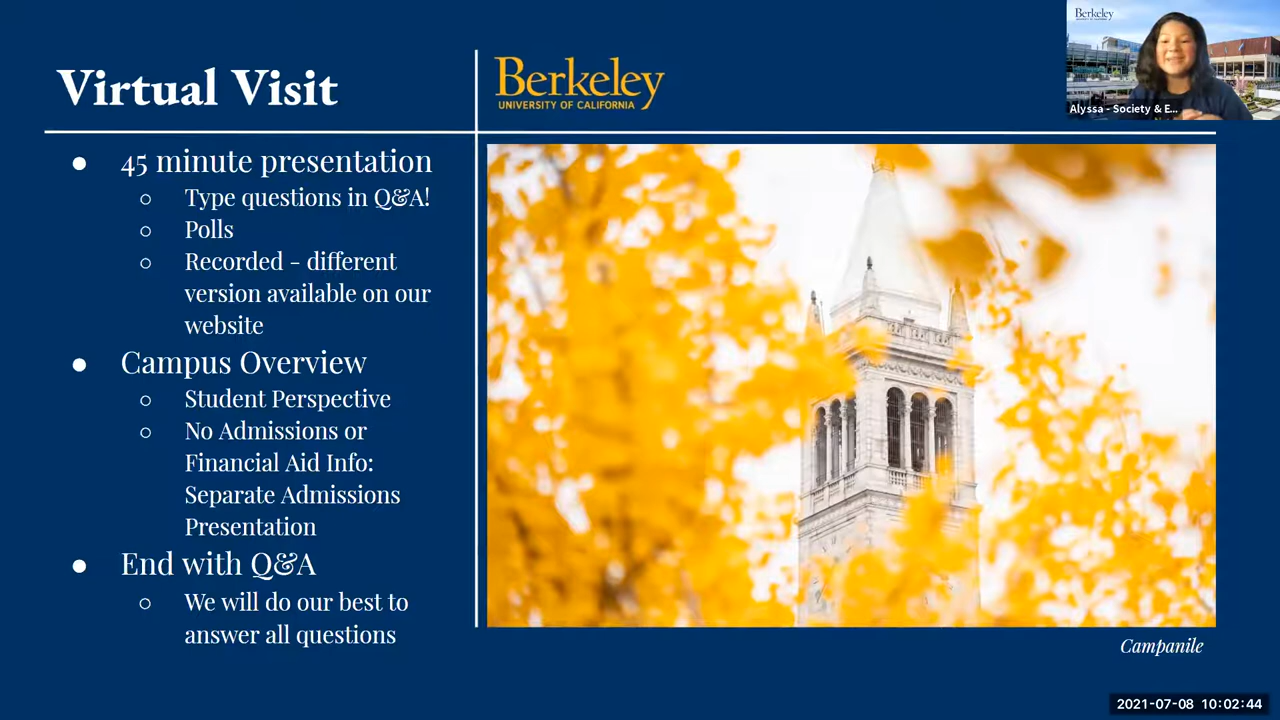 Virtual Visit
Berkeley
UNIVERSITY OF CALIFORNIA
Berkeley
Alyssa - Society & E...
● 45 minute presentation
○ Type questions in Q&A!
○ Polls
○ Recorded - different
version available on our
website
● Campus Overview
○ Student Perspective
○ No Admissions or
Financial Aid Info:
Separate Admissions
Presentation
● End with Q&A
○ We will do our best to
answer all questions
Campanile
2021-07-08 10:02:44